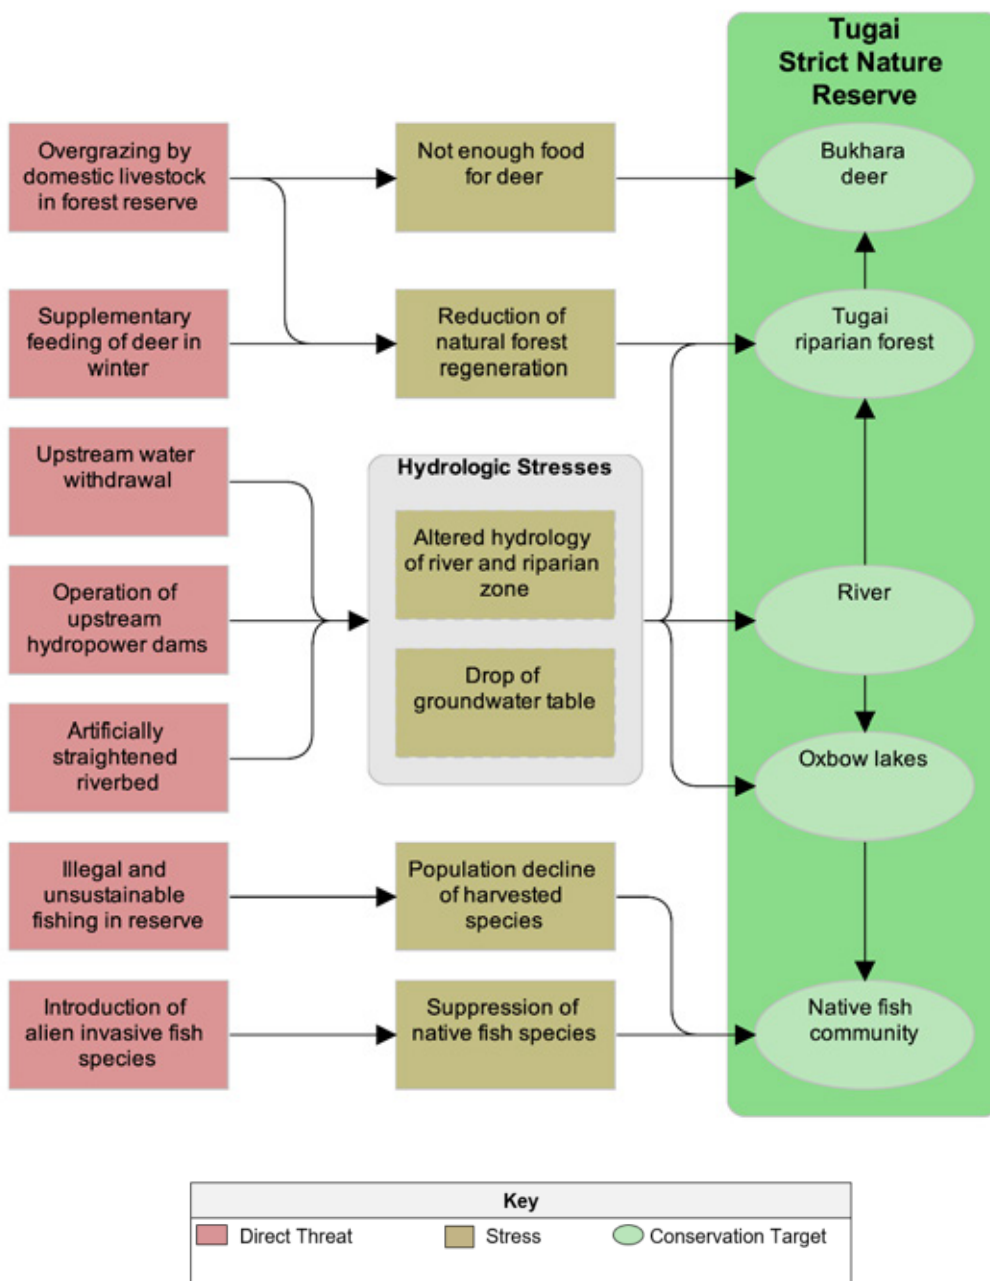 Tugai
Strict Nature
Reserve
Overgrazing by
domestic livestock
in forest reserve
Not enough food
for deer
Bukhara
deer
Supplementary
feeding of deer in
winter
Reduction of
natural forest
regeneration
Tugai
riparian forest
Upstream water
withdrawal
Hydrologic Stresses
Altered hydrology
of river and riparian
zone
Operation of
upstream
hydropower dams
River
Drop of
groundwater table
Artificially
straightened
riverbed
Oxbow lakes
Illegal and
unsustainable
fishing in reserve
Population decline
of harvested
species
Introduction of
alien invasive fish
species
Suppression of
native fish species
Native fish
community
Key
Direct Threat
Stress
Conservation Target